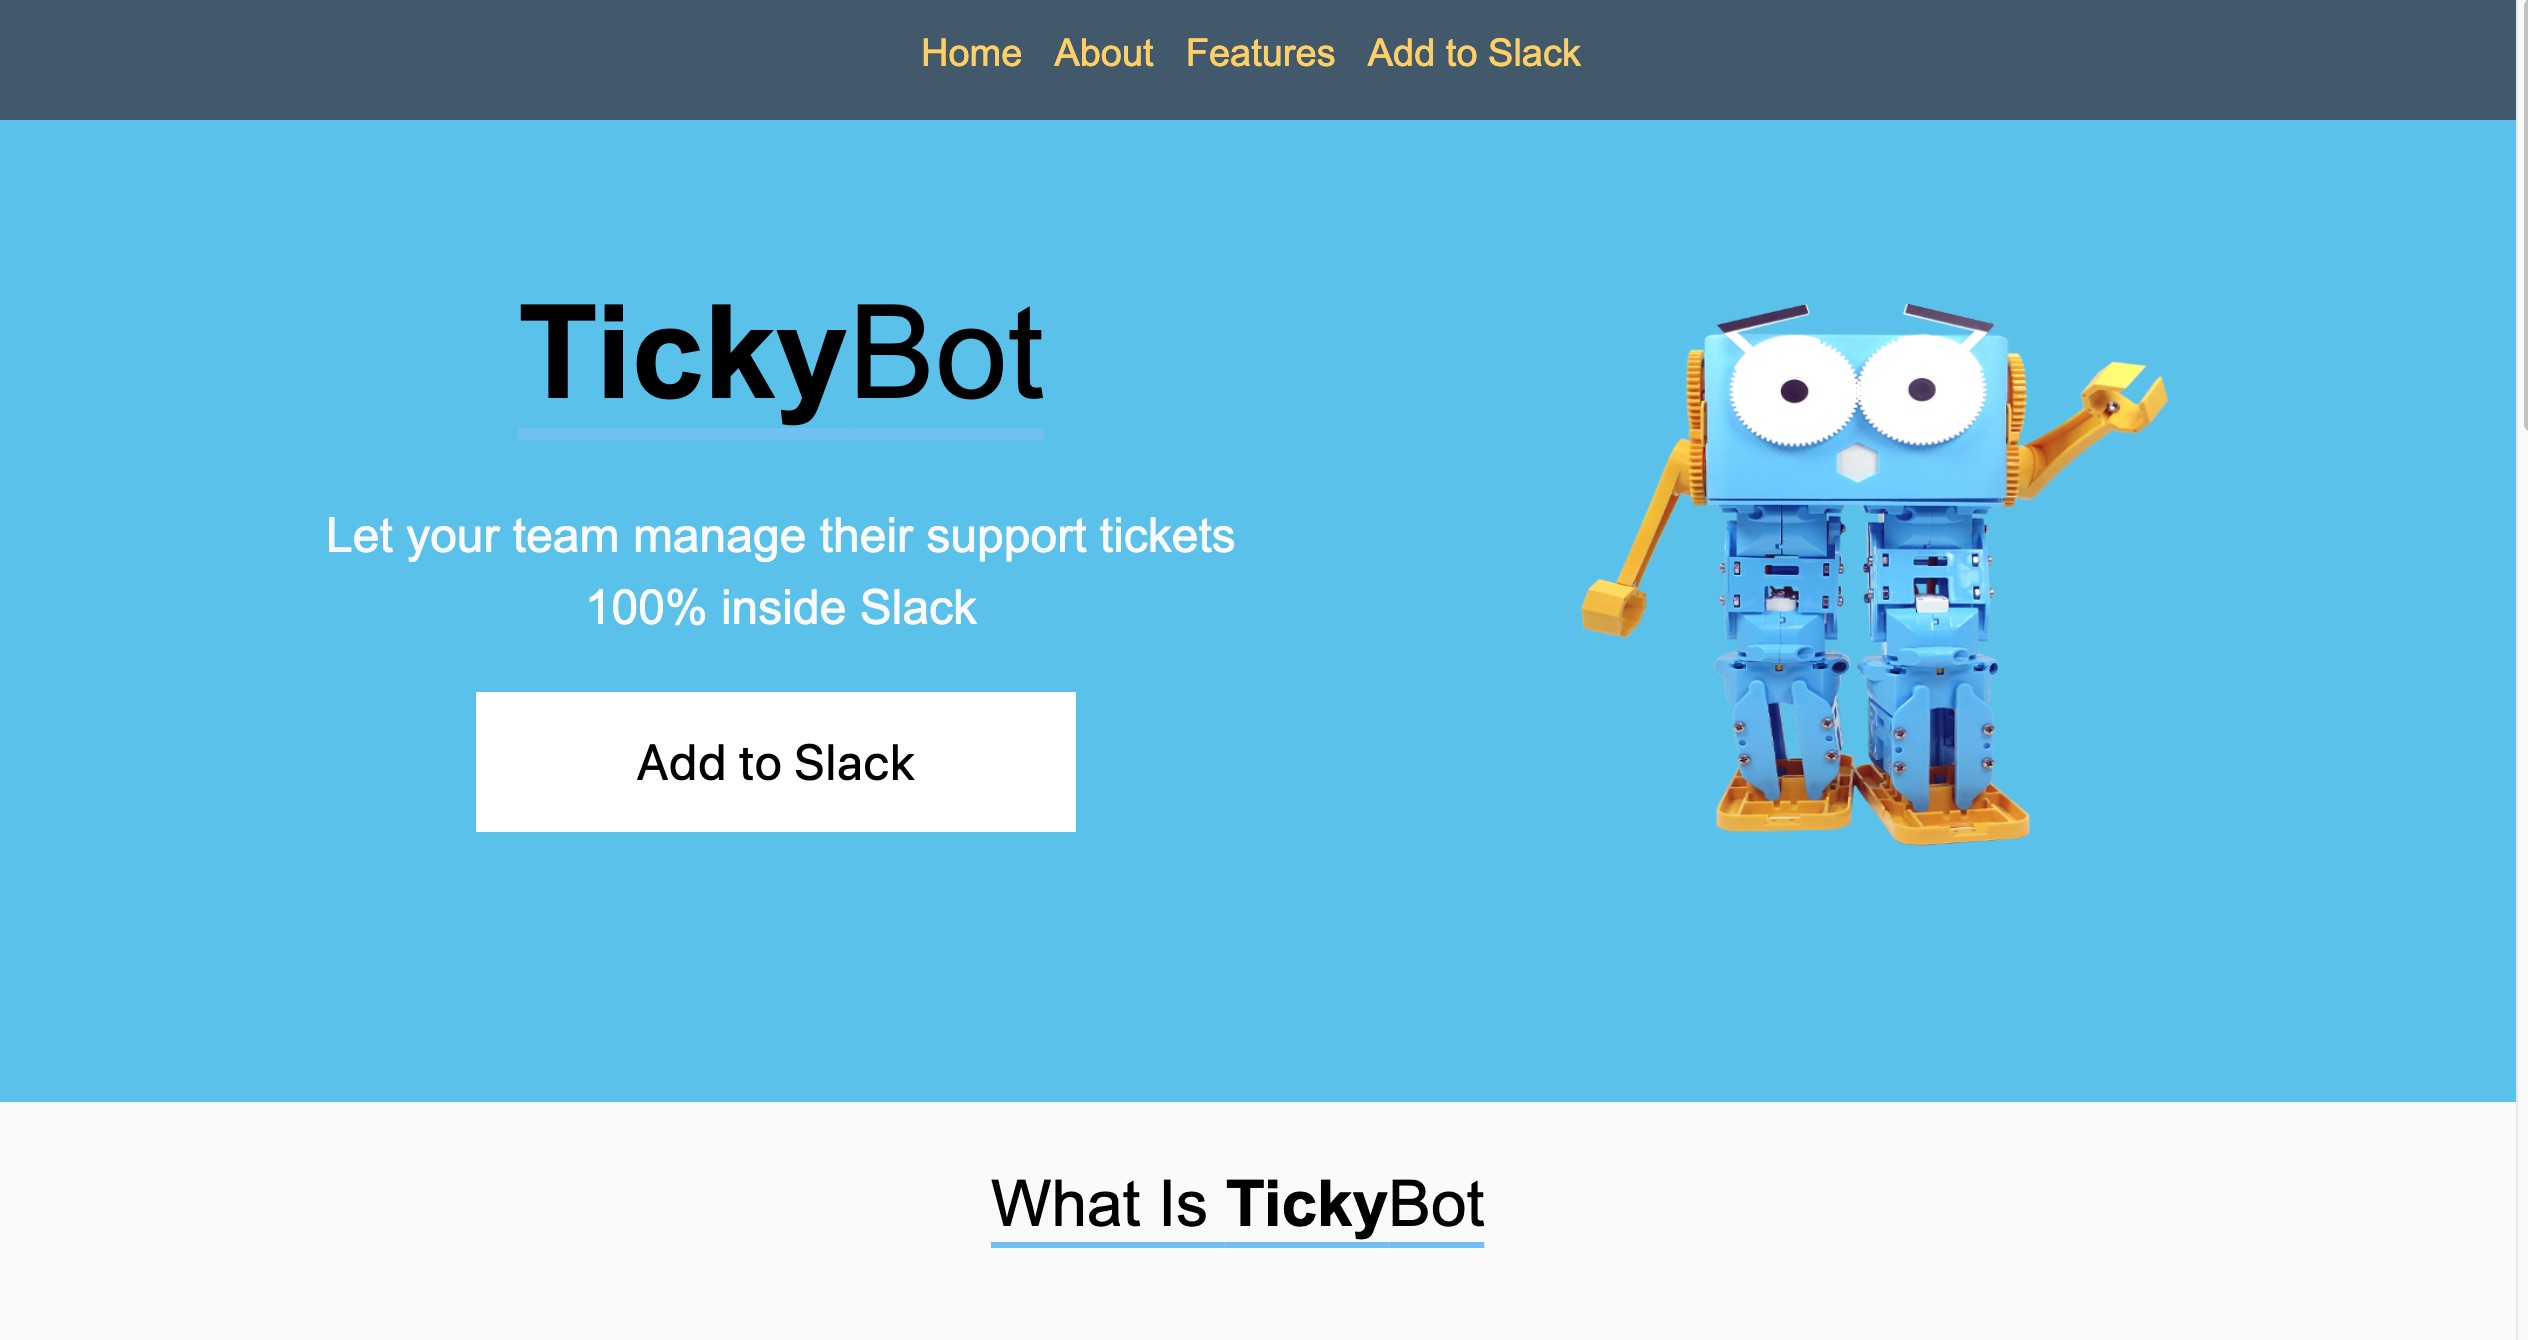 Home About Features Add to Slack
TickyBot
Let your team manage their support tickets
100% inside Slack
Add to Slack
What Is TickyBot